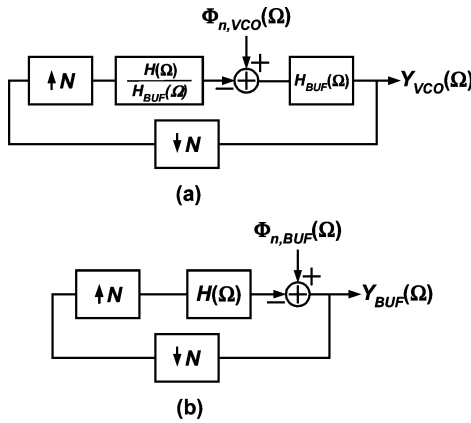 Φn,VCO(Ω)
↑N
H(Ω)
HBUF(Ω)
−
+
+
HBUF(Ω)
YVCO(Ω)
↓N
(a)
Φn,BUF(Ω)
↑N
H(Ω)
−
+
+
YBUF(Ω)
↓N
(b)